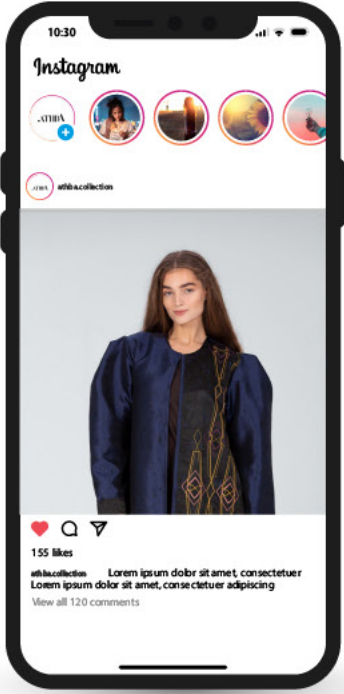 10:30
Instagram
ATHBA
ATHBA
athba.collection
155 likes
athba.collection Lorem ipsum dolor sit amet, consectetuer
Lorem ipsum dolor sit amet, consectetuer adipiscing
View all 120 comments